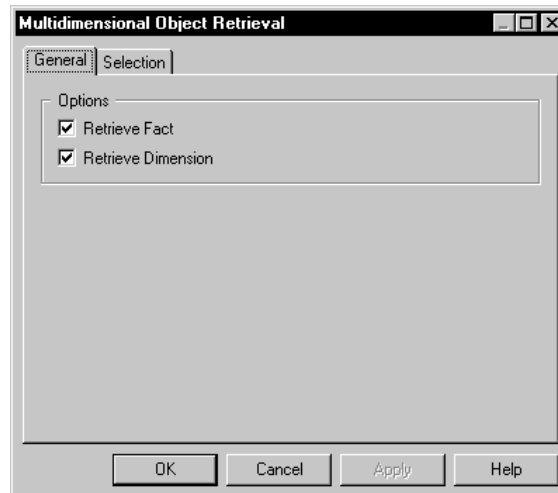 Multidimensional Object Retrieval
General
Selection
Options
Retrieve Fact
Retrieve Dimension
OK
Cancel
Apply
Help